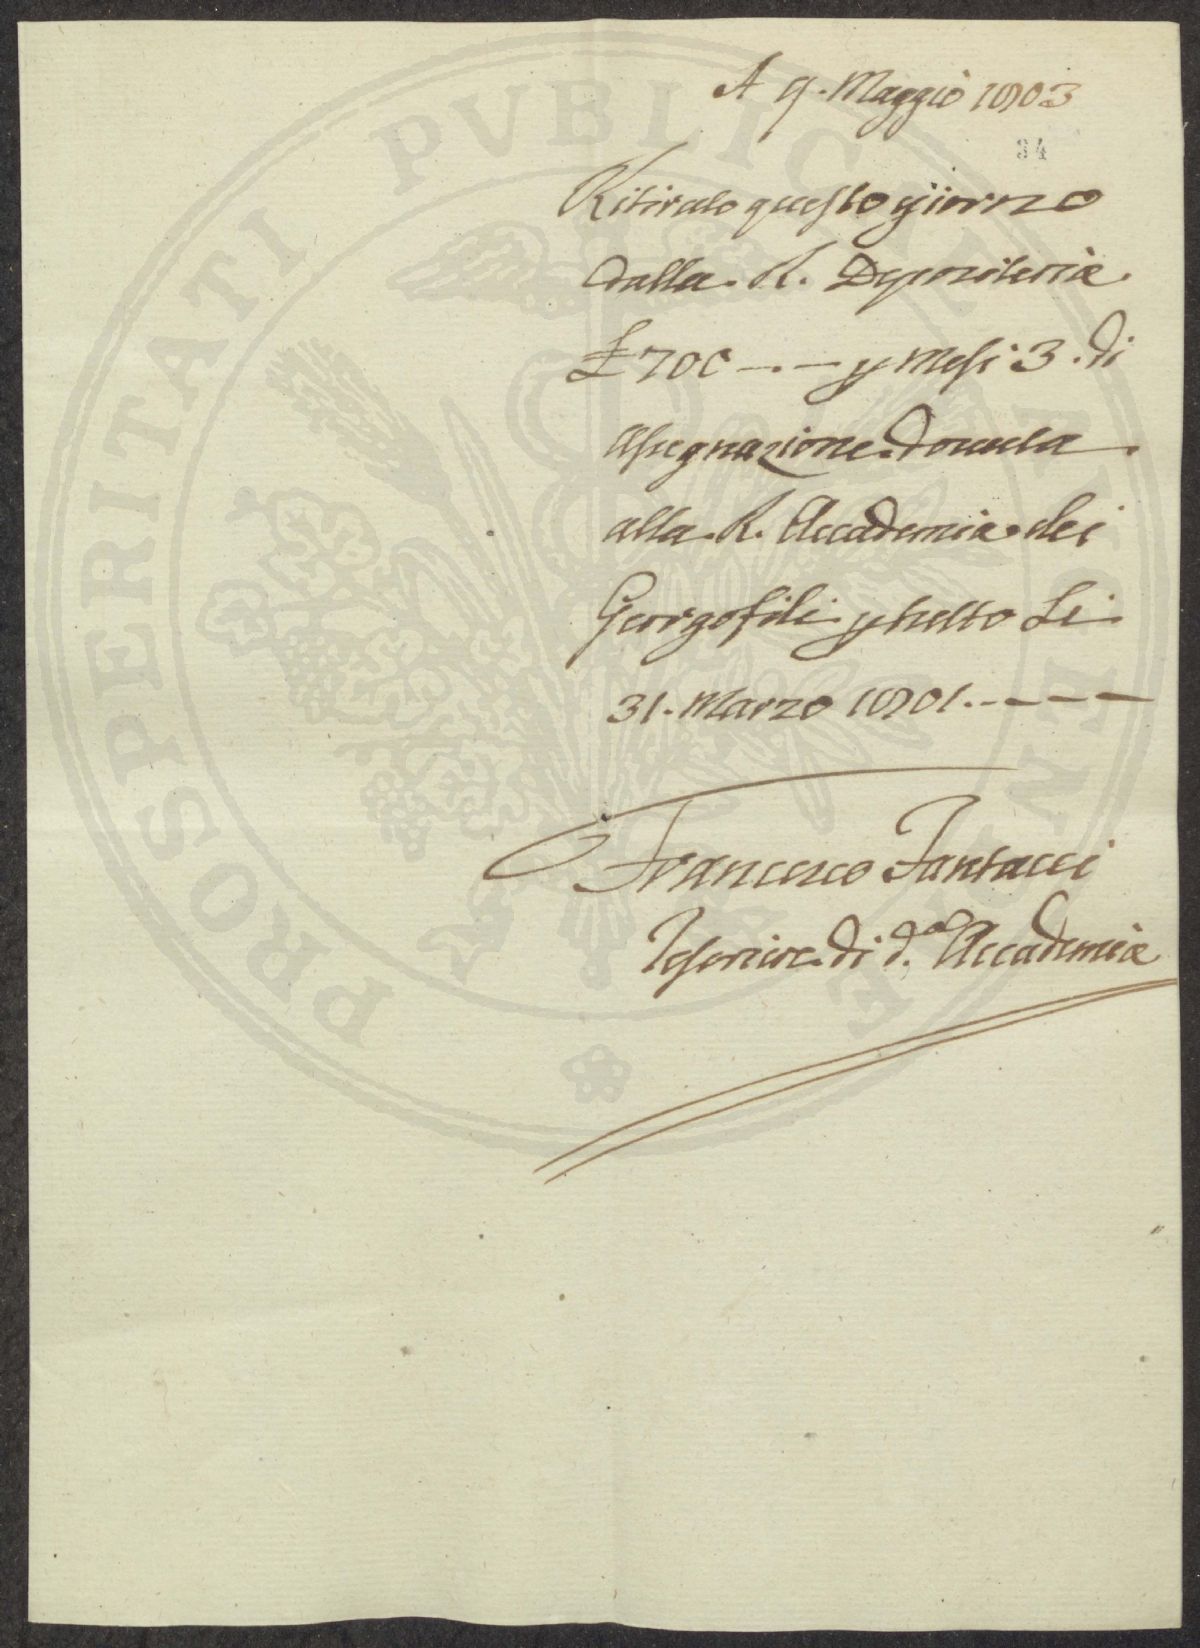 A 9. Maggio 1803
34
Ritirato questo giorno
dalla R. Depositeria
£ 700 -.- p Mesi 3. di
assegnazione dovuta
alla R. Accademia dei
Georgofili p tutto Li
31. Marzo 1801.----
Francesco Fantacci
Tesoriere di d.a Accademia
PROSPERITATI PUBLICAE AUGENDAE